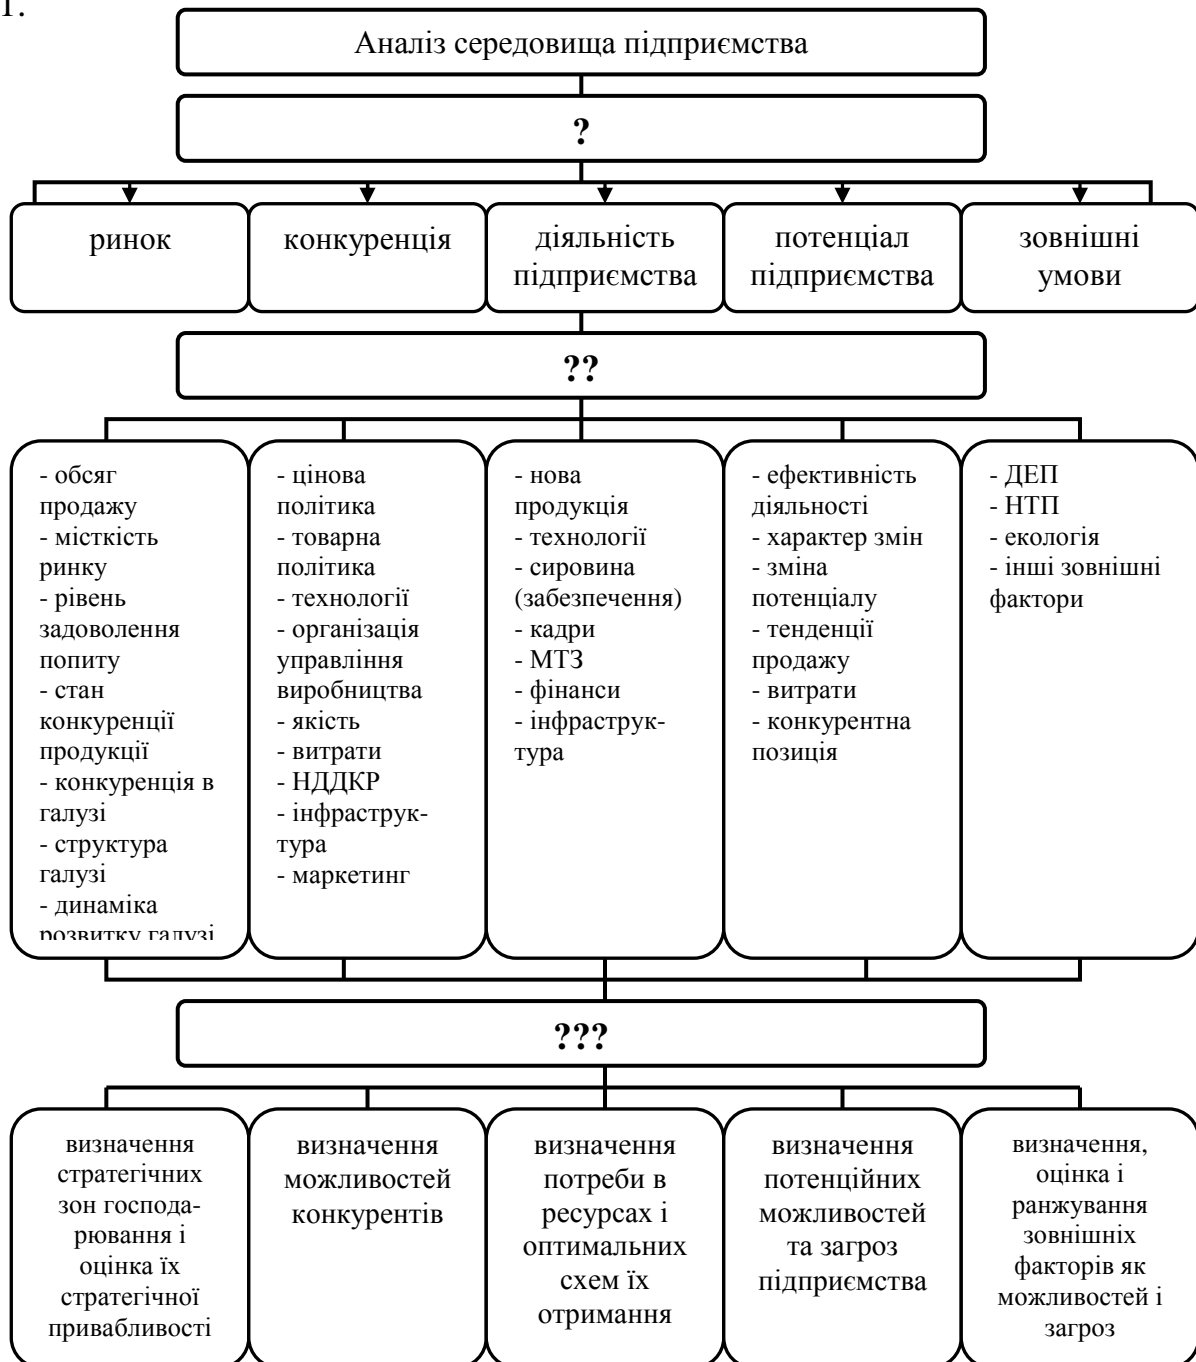 1.
Аналіз середовища підприємства
?
ринок
конкуренція
діяльність
підприємства
потенціал
підприємства
зовнішні
умови
??
- обсяг
продажу
- місткість
ринку
- рівень
задоволення
попиту
- стан
конкуренції
продукції
- конкуренція в
галузі
- структура
галузі
- динаміка
розвитку галузі
- цінова
політика
- товарна
політика
- технології
- організація
управління
виробництва
- якість
- витрати
- НДДКР
- інфраструк-
тура
- маркетинг
- нова
продукція
- технології
- сировина
(забезпечення)
- кадри
- МТЗ
- фінанси
- інфраструк-
тура
- ефективність
діяльності
- характер змін
- зміна
потенціалу
- тенденції
продажу
- витрати
- конкурентна
позиція
- ДЕП
- НТП
- екологія
- інші зовнішні
фактори
???
визначення
стратегічних
зон господа-
рювання і
оцінка їх
стратегічної
привабливості
визначення
можливостей
конкурентів
визначення
потреби в
ресурсах і
оптимальних
схем їх
отримання
визначення
потенційних
можливостей
та загроз
підприємства
визначення,
оцінка і
ранжування
зовнішніх
факторів як
можливостей і
загроз